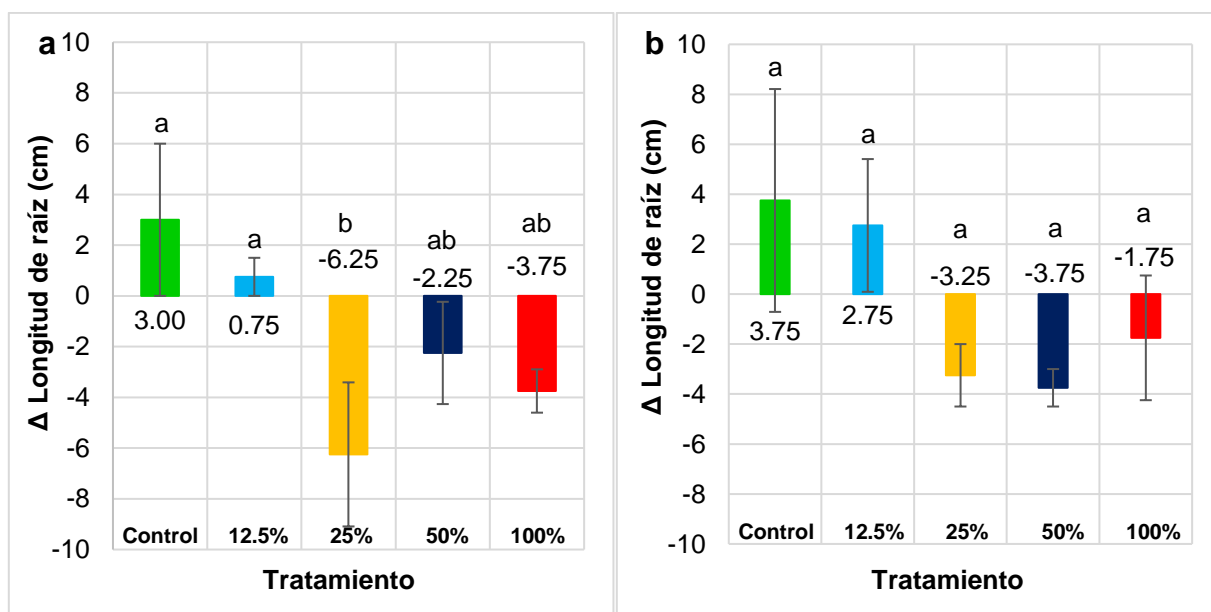 a
Δ Longitud de raíz (cm)
10
8
6
4
2
0
-2
-4
-6
-8
-10
a
a
b
ab
ab
3.00
0.75
-6.25
-2.25
-3.75
Control
12.5%
25%
50%
100%
Tratamiento
b
Δ Longitud de raíz (cm)
10
8
6
4
2
0
-2
-4
-6
-8
-10
a
a
a
a
a
3.75
2.75
-3.25
-3.75
-1.75
Control
12.5%
25%
50%
100%
Tratamiento